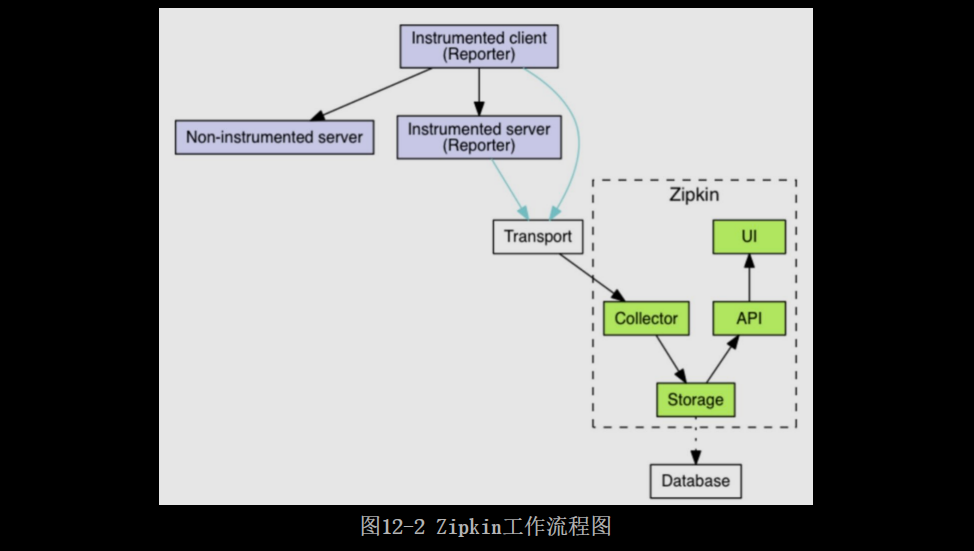 Instrumented client
(Reporter)
Non-instrumented server
Instrumented server
(Reporter)
Zipkin
Transport
UI
Collector
API
Storage
Database
图12-2 Zipkin工作流程图